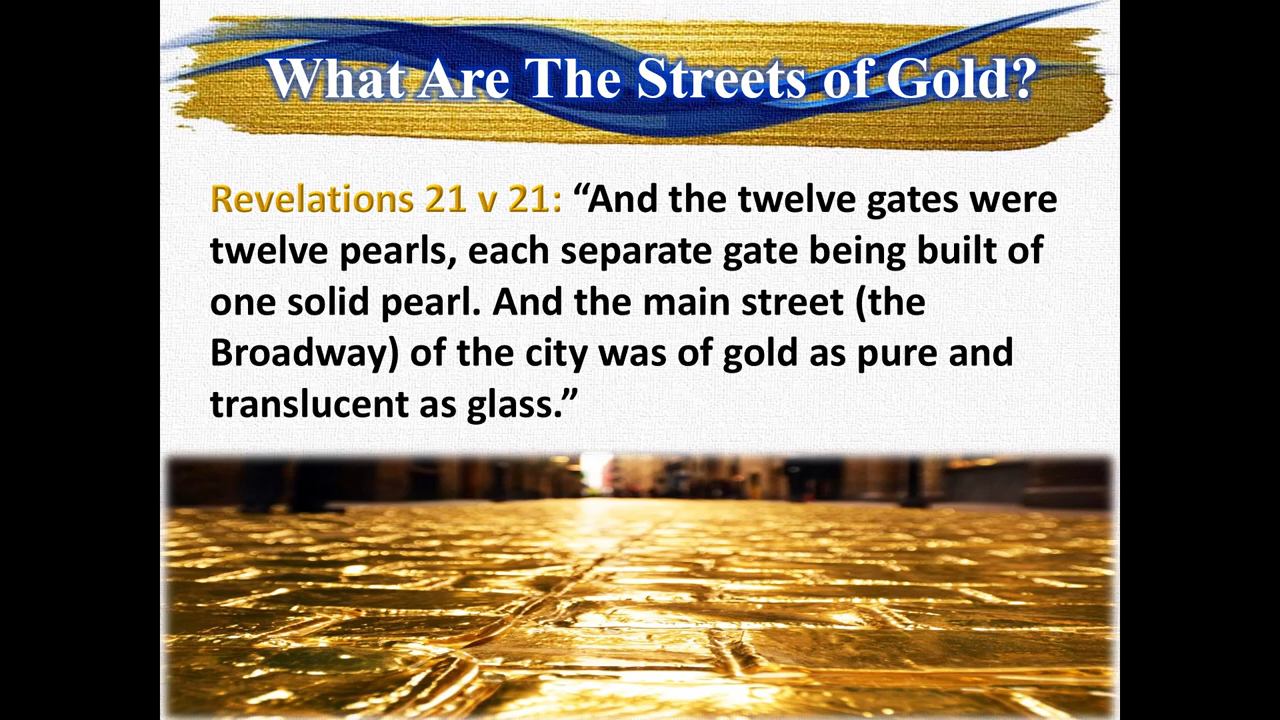 What Are The Streets of Gold?
Revelations 21 v 21: “And the twelve gates were
twelve pearls, each separate gate being built of
one solid pearl. And the main street (the
Broadway) of the city was of gold as pure and
translucent as glass.”